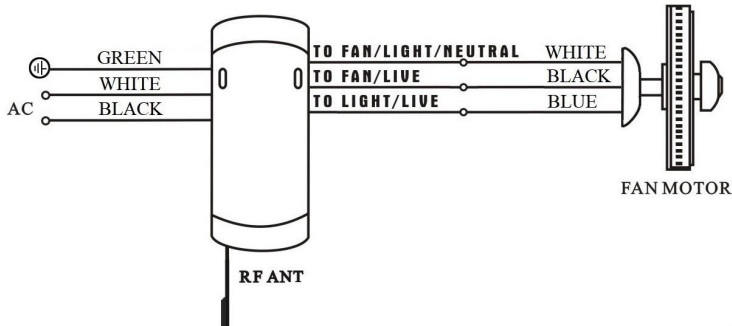 GREEN
WHITE
AC
BLACK
TO FAN/LIGHT/NEUTRAL WHITE
TO FAN/LIVE BLACK
TO LIGHT/LIVE BLUE
FAN MOTOR
RF ANT